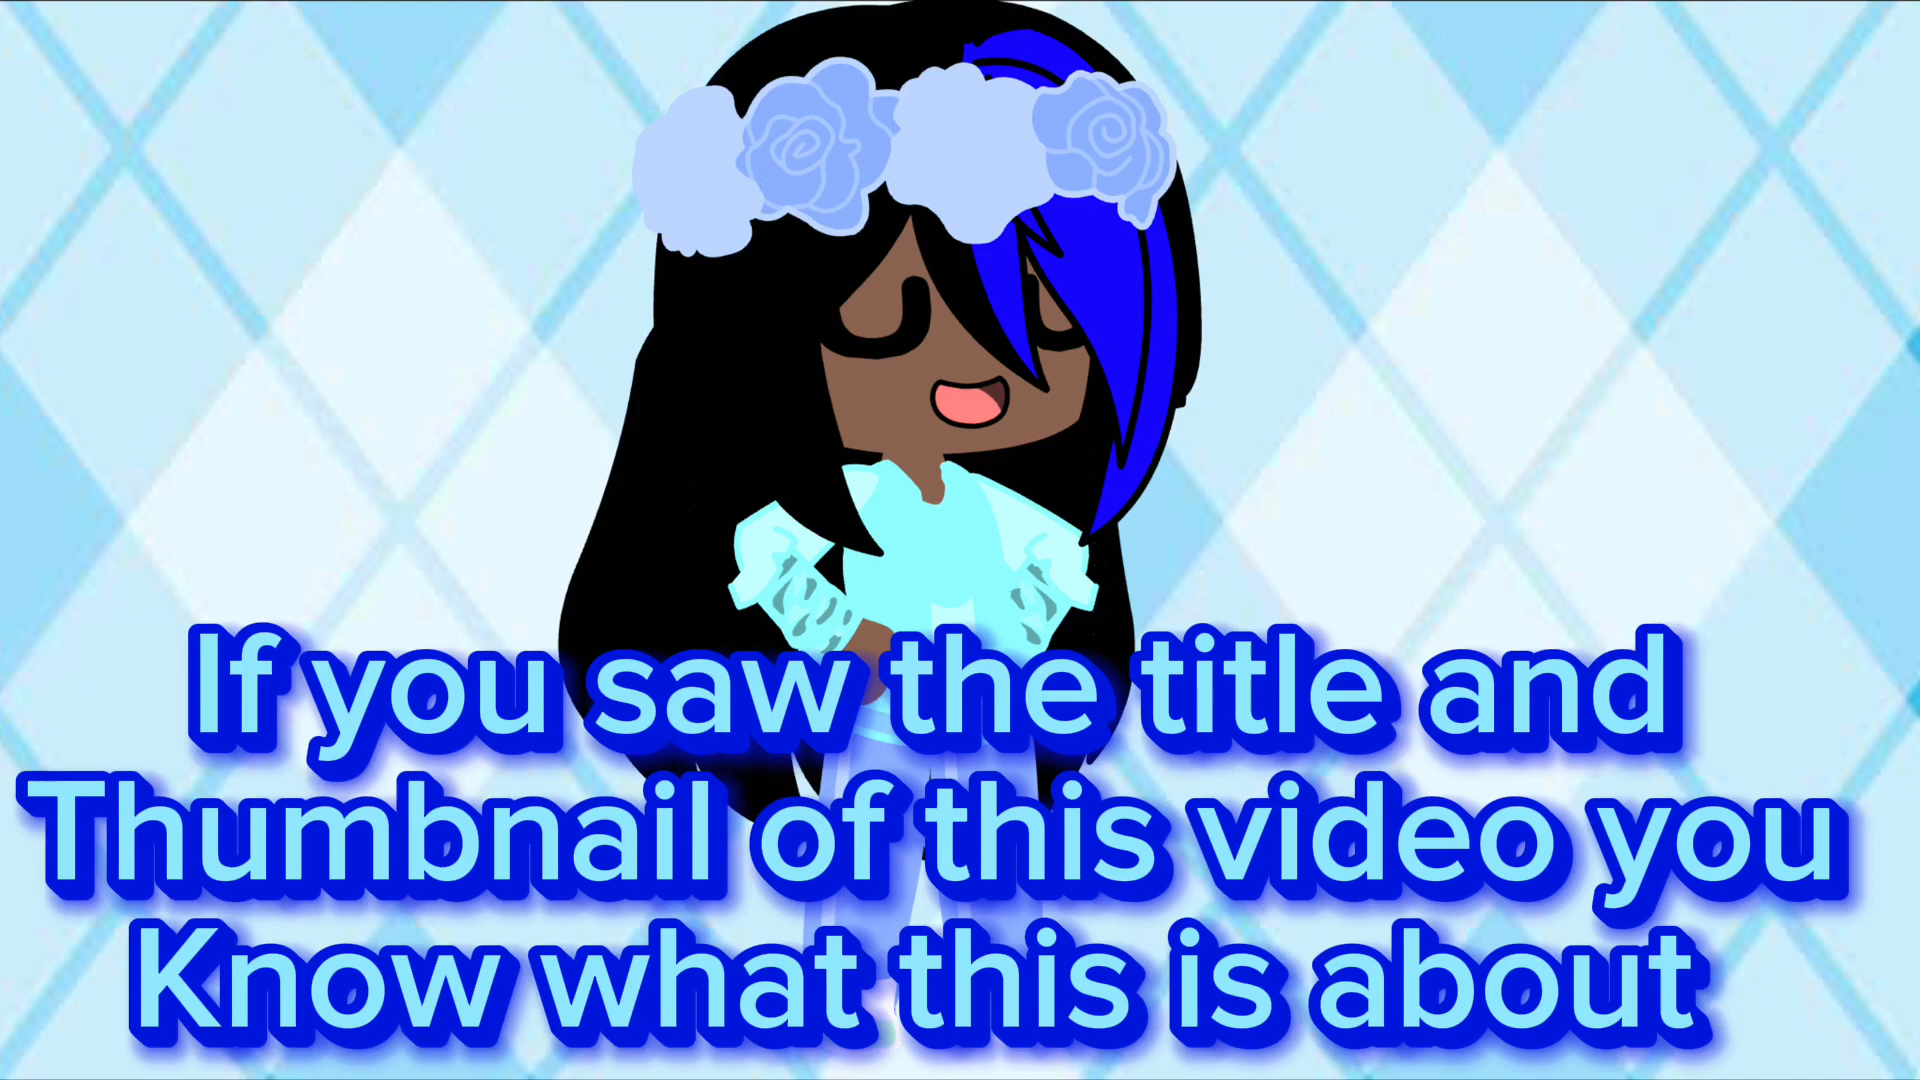 If you saw the title and
Thumbnail of this video you
Know what this is about